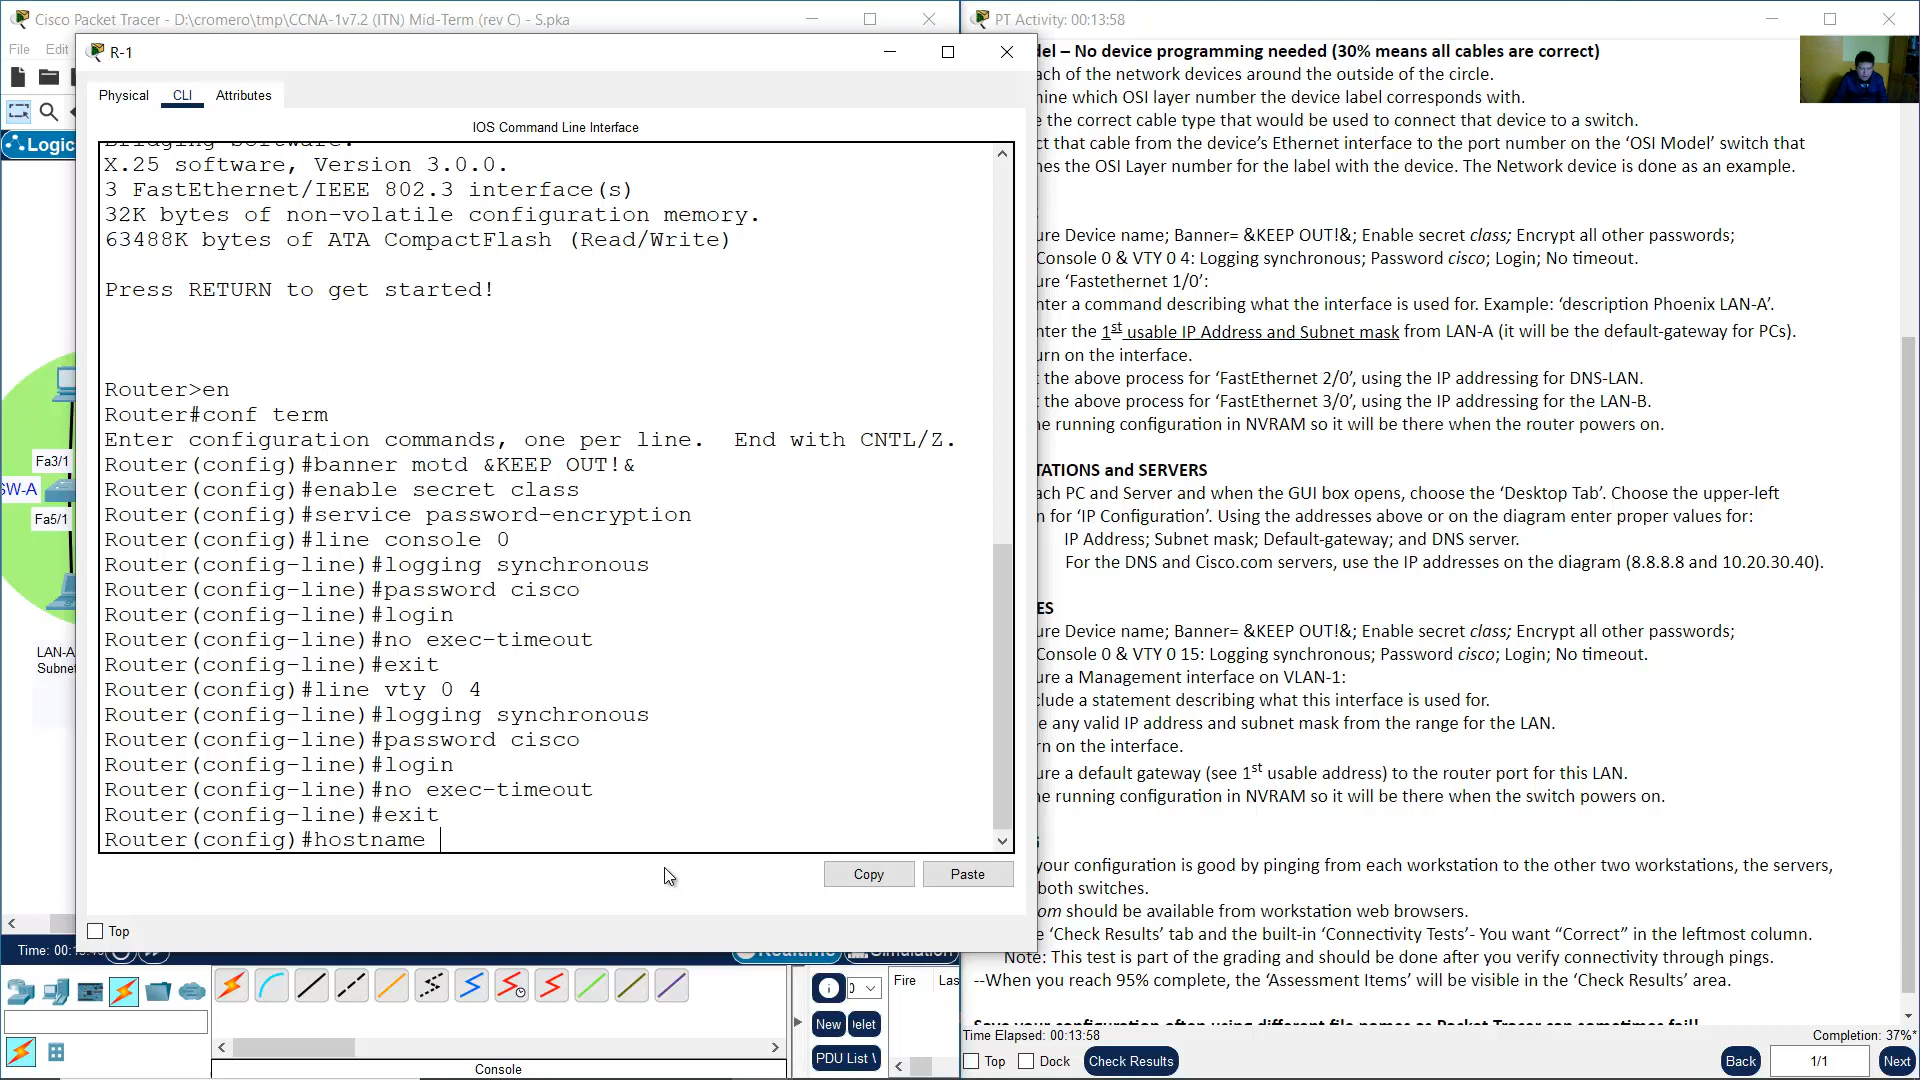 Cisco Packet Tracer - D:\cromero\tmp\CCNA-1v7.2 (ITN) Mid-Term (rev C) - S.pka
File Edit
R-1
Physical CLI Attributes
IOS Command Line Interface
Bridging software.
X.25 software, Version 3.0.0.
3 FastEthernet/IEEE 802.3 interface(s)
32K bytes of non-volatile configuration memory.
63488K bytes of ATA CompactFlash (Read/Write)
Press RETURN to get started!
Router>en
Router#conf term
Enter configuration commands, one per line.  End with CNTL/Z.
Router(config)#banner motd &KEEP OUT!&
Router(config)#enable secret class
Router(config)#service password-encryption
Router(config)#line console 0
Router(config-line)#logging synchronous
Router(config-line)#password cisco
Router(config-line)#login
Router(config-line)#no exec-timeout
Router(config-line)#exit
Router(config)#line vty 0 4
Router(config-line)#logging synchronous
Router(config-line)#password cisco
Router(config-line)#login
Router(config-line)#no exec-timeout
Router(config-line)#exit
Router(config)#hostname
Copy Paste
Top
Logic
Fa3/1
SW-A
Fa5/1
LAN-A
Subne
Time: 00:1
Realtime Simulation
Fire Las
New elet
PDU List \
Console
PT Activity: 00:13:58
del – No device programming needed (30% means all cables are correct)
ach of the network devices around the outside of the circle.
nine which OSI layer number the device label corresponds with.
e the correct cable type that would be used to connect that device to a switch.
ct that cable from the device's Ethernet interface to the port number on the 'OSI Model' switch that
hes the OSI Layer number for the label with the device. The Network device is done as an example.
ure Device name; Banner= &KEEP OUT!&; Enable secret class; Encrypt all other passwords;
Console 0 & VTY 0 4: Logging synchronous; Password cisco; Login; No timeout.
ure 'Fastethernet 1/0':
nter a command describing what the interface is used for. Example: 'description Phoenix LAN-A'.
nter the 1st usable IP Address and Subnet mask from LAN-A (it will be the default-gateway for PCs).
urn on the interface.
t the above process for 'FastEthernet 2/0', using the IP addressing for DNS-LAN.
t the above process for 'FastEthernet 3/0', using the IP addressing for the LAN-B.
he running configuration in NVRAM so it will be there when the router powers on.
TATIONS and SERVERS
ach PC and Server and when the GUI box opens, choose the 'Desktop Tab'. Choose the upper-left
n for 'IP Configuration'. Using the addresses above or on the diagram enter proper values for:
IP Address; Subnet mask; Default-gateway; and DNS server.
For the DNS and Cisco.com servers, use the IP addresses on the diagram (8.8.8.8 and 10.20.30.40).
ES
ure Device name; Banner= &KEEP OUT!&; Enable secret class; Encrypt all other passwords;
Console 0 & VTY 0 15: Logging synchronous; Password cisco; Login; No timeout.
ure a Management interface on VLAN-1:
clude a statement describing what this interface is used for.
e any valid IP address and subnet mask from the range for the LAN.
rn on the interface.
ure a default gateway (see 1st usable address) to the router port for this LAN.
he running configuration in NVRAM so it will be there when the switch powers on.
G
your configuration is good by pinging from each workstation to the other two workstations, the servers,
both switches.
om should be available from workstation web browsers.
e 'Check Results' tab and the built-in 'Connectivity Tests'- You want "Correct" in the leftmost column.
Note: This test is part of the grading and should be done after you verify connectivity through pings.
--When you reach 95% complete, the 'Assessment Items' will be visible in the 'Check Results' area.
Save your configuration often using different file names as Packet Tracer can sometimes fail!
Time Elapsed: 00:13:58 Completion: 37%*
Top Dock Check Results Back 1/1 Next